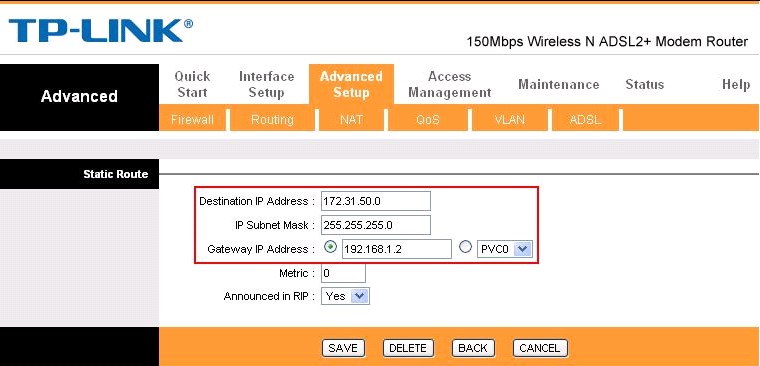 TP-LINK®
150Mbps Wireless N ADSL2+ Modem Router
Advanced
Quick Start
Interface Setup
Advanced Setup
Access Management
Maintenance
Status
Help
Firewall
Routing
NAT
QoS
VLAN
ADSL
Static Route
Destination IP Address : 172.31.50.0
IP Subnet Mask : 255.255.255.0
Gateway IP Address : 192.168.1.2 PVC0
Metric : 0
Announced in RIP : Yes
SAVE DELETE BACK CANCEL